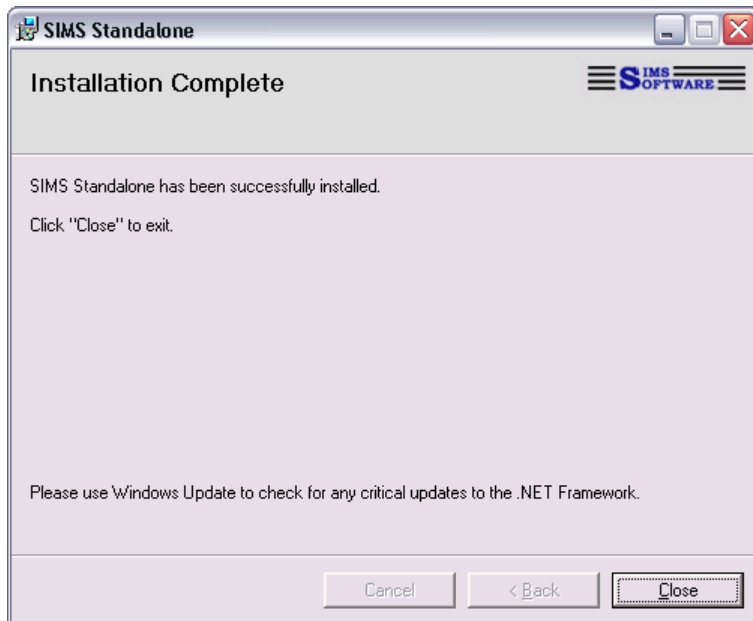 SIMS Standalone
Installation Complete
SIMS
SOFTWARE
SIMS Standalone has been successfully installed.
Click "Close" to exit.
Please use Windows Update to check for any critical updates to the .NET Framework.
Cancel
< Back
Close